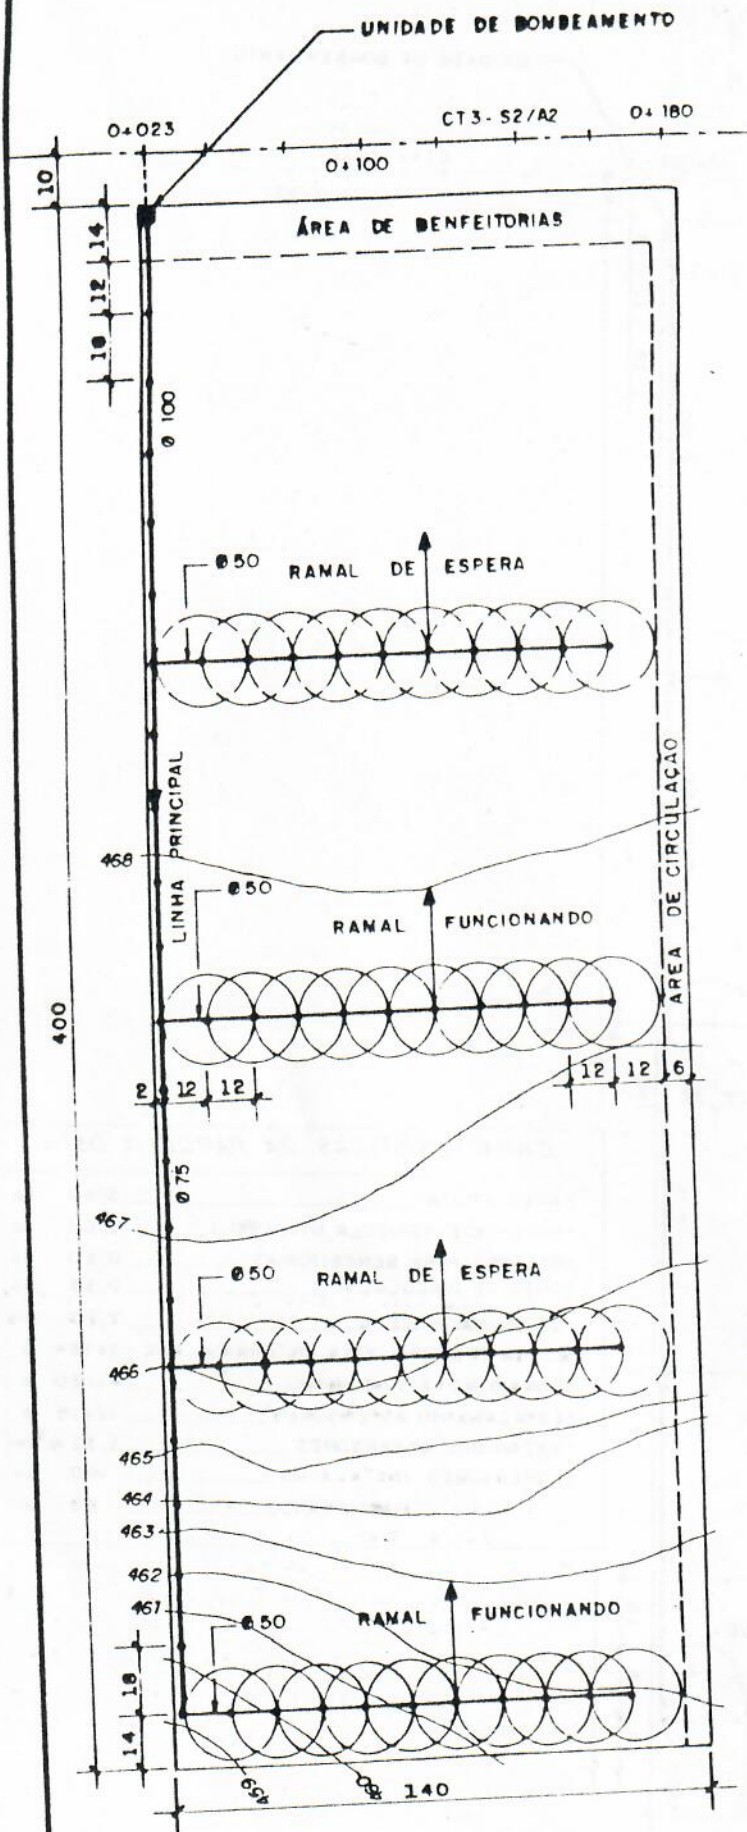 UNIDADE DE BOMBEAMENTO
0+023
CT3-S2/A2
0+180
0+100
10
ÁREA DE BENFEITORIAS
14
12
18
Ø 100
Ø50
RAMAL DE ESPERA
LINHA PRINCIPAL
468
Ø50
RAMAL FUNCIONANDO
ÁREA DE CIRCULAÇÃO
400
2
12
12
12
12
6
Ø 75
467
Ø50
RAMAL DE ESPERA
466
465
464
463
462
461
Ø50
RAMAL FUNCIONANDO
18
14
459
460
140